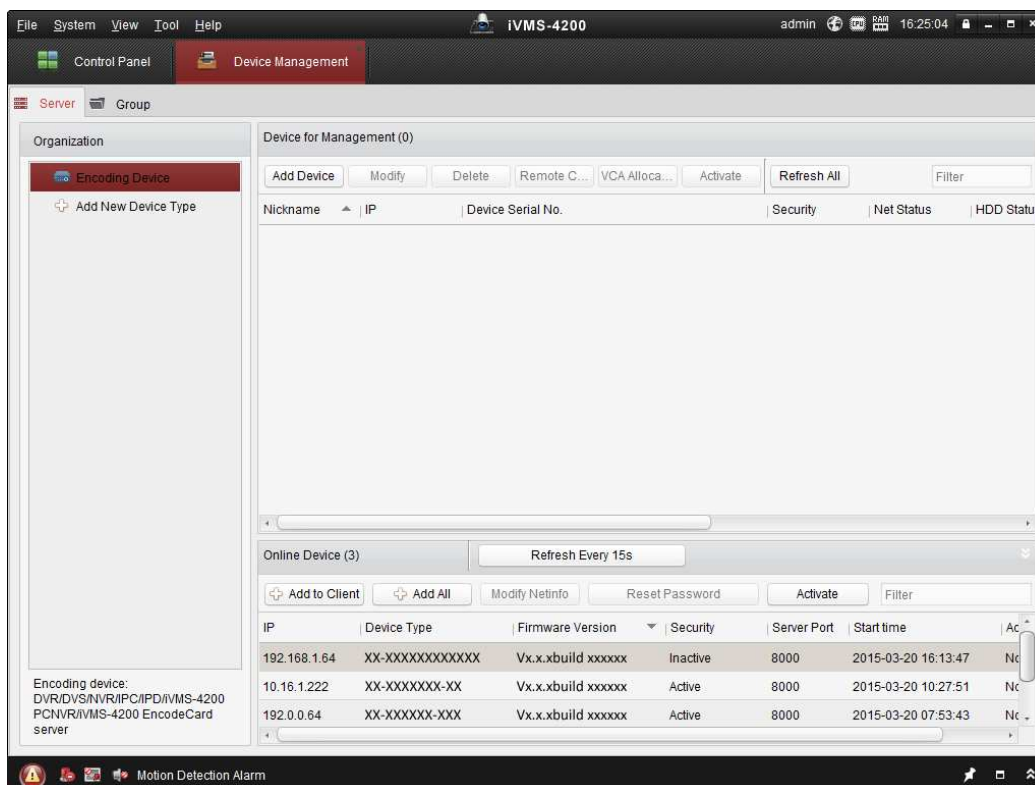 File System View Tool Help iVMS-4200 admin CPU RAM 16:25:04
Control Panel Device Management
Server Group
Organization
Encoding Device
Add New Device Type
Encoding device:
DVR/DVS/NVR/IPC/IPD/iVMS-4200
PCNVR/iVMS-4200 EncodeCard
server
Device for Management (0)
Add Device Modify Delete Remote C... VCA Alloca... Activate Refresh All Filter
Nickname IP Device Serial No. Security Net Status HDD Statu
Online Device (3) Refresh Every 15s
Add to Client Add All Modify Netinfo Reset Password Activate Filter
IP Device Type Firmware Version Security Server Port Start time Ac
192.168.1.64 XX-XXXXXXXXXXXX Vx.x.xbuild xxxxxx Inactive 8000 2015-03-20 16:13:47 No
10.16.1.222 XX-XXXXXXX-XX Vx.x.xbuild xxxxxx Active 8000 2015-03-20 10:27:51 No
192.0.0.64 XX-XXXXXX-XXX Vx.x.xbuild xxxxxx Active 8000 2015-03-20 07:53:43 No
Motion Detection Alarm